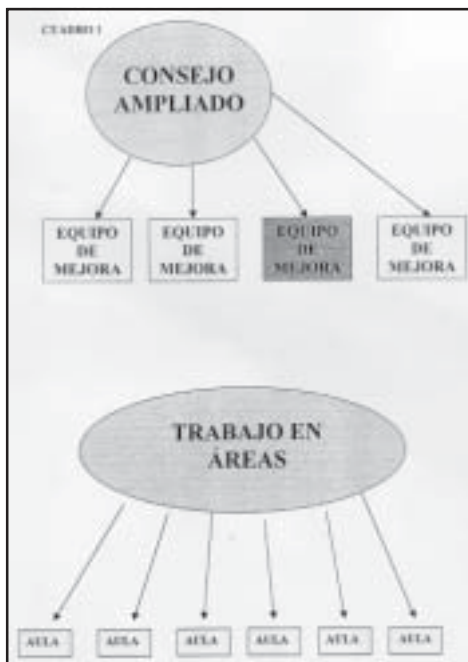 CUADRO 1
CONSEJO
AMPLIADO
EQUIPO
DE
MEJORA
EQUIPO
DE
MEJORA
EQUIPO
DE
MEJORA
EQUIPO
DE
MEJORA
TRABAJO EN
ÁREAS
AULA
AULA
AULA
AULA
AULA
AULA